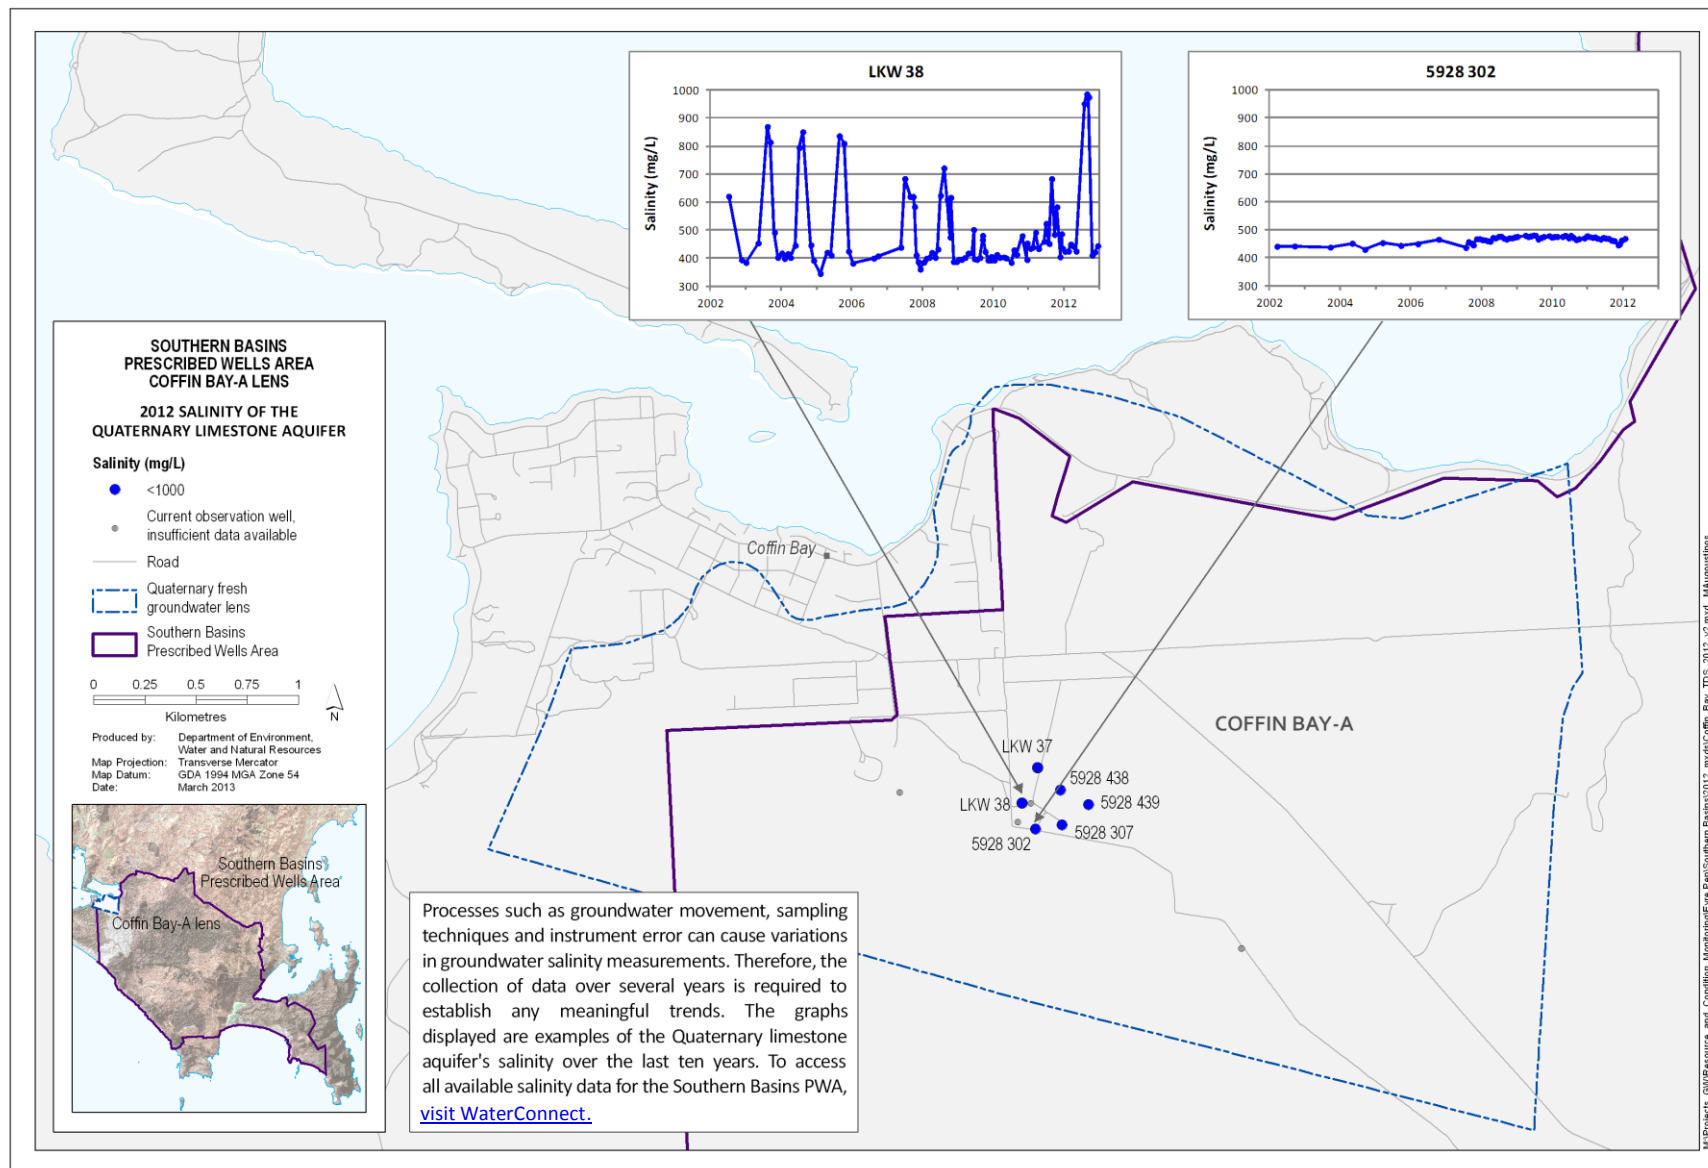 LKW 38
Salinity (mg/L)
1000
900
800
700
600
500
400
300
2002
2004
2006
2008
2010
2012
5928 302
Salinity (mg/L)
1000
900
800
700
600
500
400
300
2002
2004
2006
2008
2010
2012
SOUTHERN BASINS
PRESCRIBED WELLS AREA
COFFIN BAY-A LENS
2012 SALINITY OF THE
QUATERNARY LIMESTONE AQUIFER
Salinity (mg/L)
<1000
Current observation well,
insufficient data available
Road
Quaternary fresh
groundwater lens
Southern Basins
Prescribed Wells Area
0 0.25 0.5 0.75 1
Kilometres
N
Produced by: Department of Environment,
Water and Natural Resources
Map Projection: Transverse Mercator
Map Datum: GDA 1994 MGA Zone 54
Date: March 2013
Southern Basins
Prescribed Wells Area
Coffin Bay-A lens
Coffin Bay
COFFIN BAY-A
LKW 37
5928 438
LKW 38
5928 439
5928 307
5928 302
Processes such as groundwater movement, sampling
techniques and instrument error can cause variations
in groundwater salinity measurements. Therefore, the
collection of data over several years is required to
establish any meaningful trends. The graphs
displayed are examples of the Quaternary limestone
aquifer's salinity over the last ten years. To access
all available salinity data for the Southern Basins PWA,
visit WaterConnect.